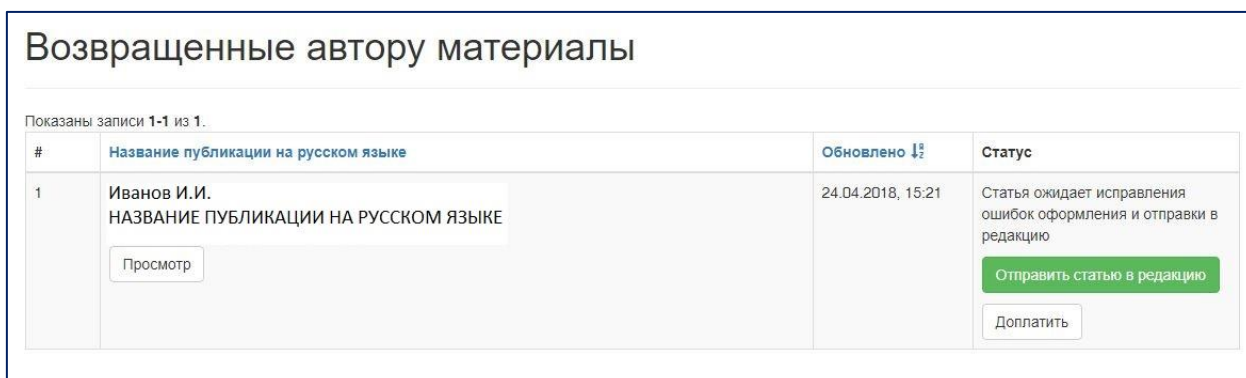 Возвращенные автору материалы
Показаны записи 1-1 из 1.
# Название публикации на русском языке Обновлено Статус
1 Иванов И.И. 24.04.2018, 15:21 Статья ожидает исправления
НАЗВАНИЕ ПУБЛИКАЦИИ НА РУССКОМ ЯЗЫКЕ ошибок оформления и отправки в
редакцию
Просмотр Отправить статью в редакцию
Доплатить